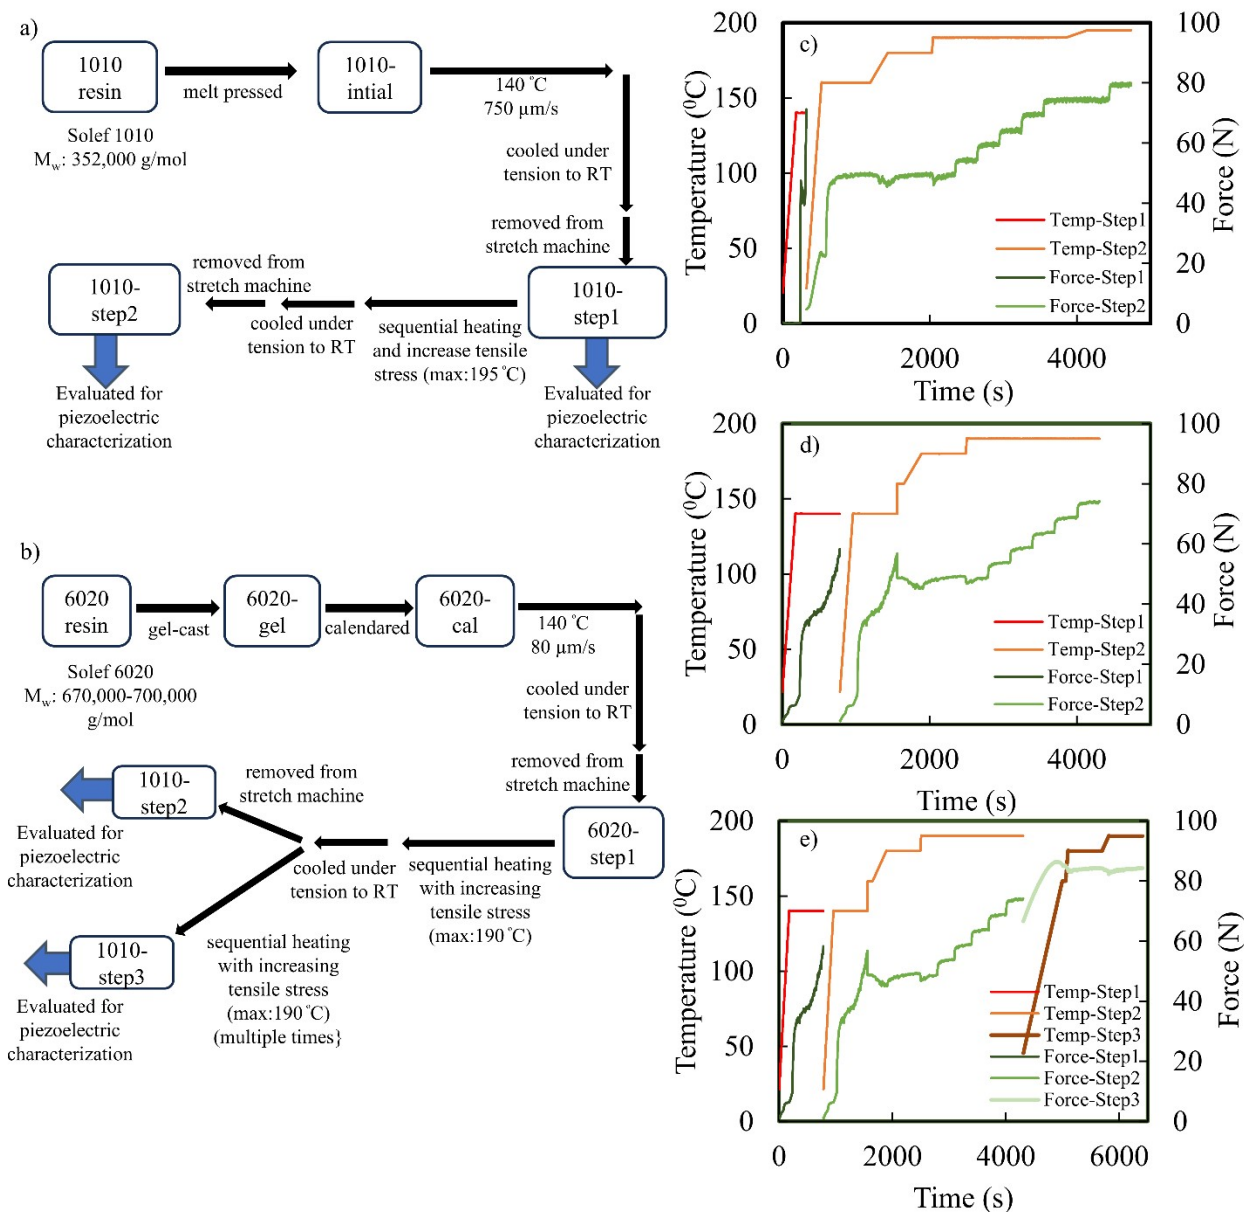 a)
1010
resin
melt pressed
1010-
intial
140 °C
750 µm/s
Solef 1010
Mw: 352,000 g/mol
cooled under
tension to RT
removed from
stretch machine
1010-
step1
sequential heating
and increase tensile
stress (max:195 °C)
cooled under
tension to RT
removed from
stretch machine
1010-
step2
Evaluated for
piezoelectric
characterization
Evaluated for
piezoelectric
characterization
b)
6020
resin
gel-cast
6020-
gel
calendared
6020-
cal
140 °C
80 µm/s
Solef 6020
Mw: 670,000-700,000
g/mol
cooled under
tension to RT
removed from
stretch machine
6020-
step1
sequential heating
with increasing
tensile stress
(max:190 °C)
cooled under
tension to RT
removed from
stretch machine
1010-
step2
Evaluated for
piezoelectric
characterization
1010-
step3
sequential heating
with increasing
tensile stress
(max:190 °C)
(multiple times}
Evaluated for
piezoelectric
characterization
c)
Temperature (⁰C)
200
150
100
50
0
Force (N)
100
80
60
40
20
0
Temp-Step1
Temp-Step2
Force-Step1
Force-Step2
0 2000 4000
Time (s)
d)
Temperature (⁰C)
200
150
100
50
0
Force (N)
100
80
60
40
20
0
Temp-Step1
Temp-Step2
Force-Step1
Force-Step2
0 2000 4000
Time (s)
e)
Temperature (⁰C)
200
150
100
50
0
Force (N)
100
80
60
40
20
0
Temp-Step1
Temp-Step2
Temp-Step3
Force-Step1
Force-Step2
Force-Step3
0 2000 4000 6000
Time (s)